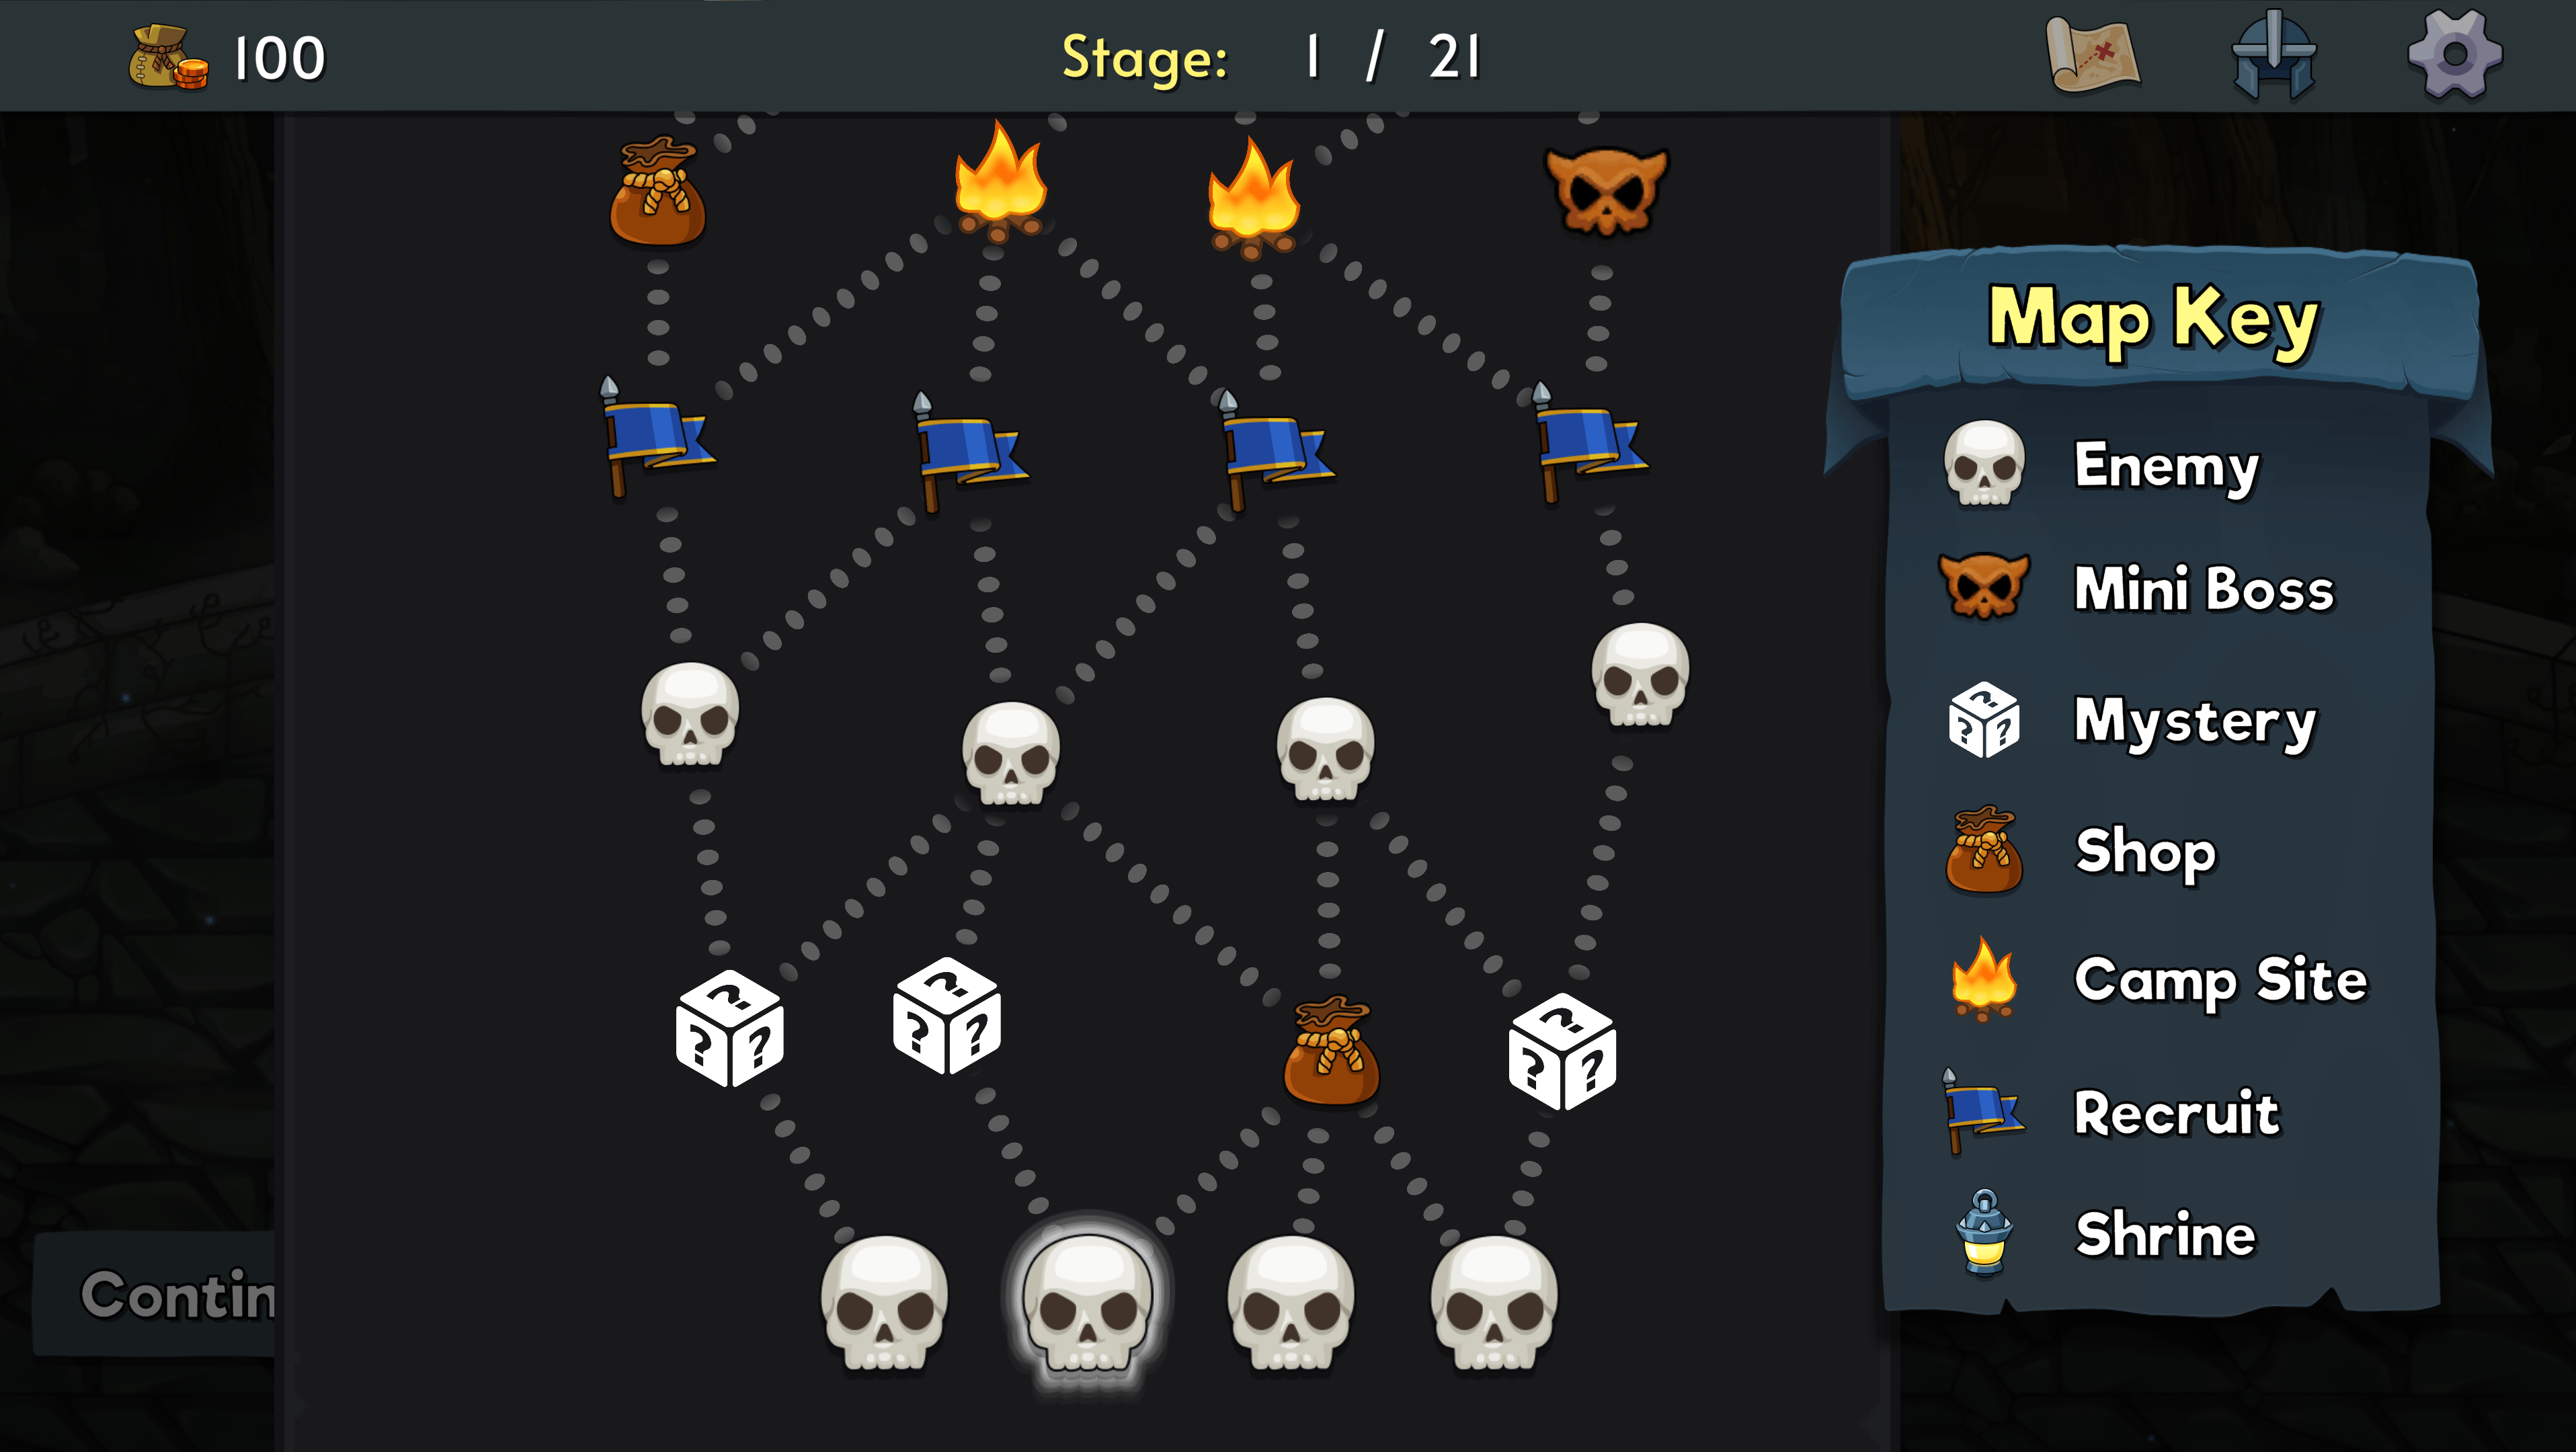 100
Stage: 1 / 21
Map Key
Enemy
Mini Boss
Mystery
Shop
Camp Site
Recruit
Shrine
? ? ?
? ? ?
? ? ?
? ? ?
Contin